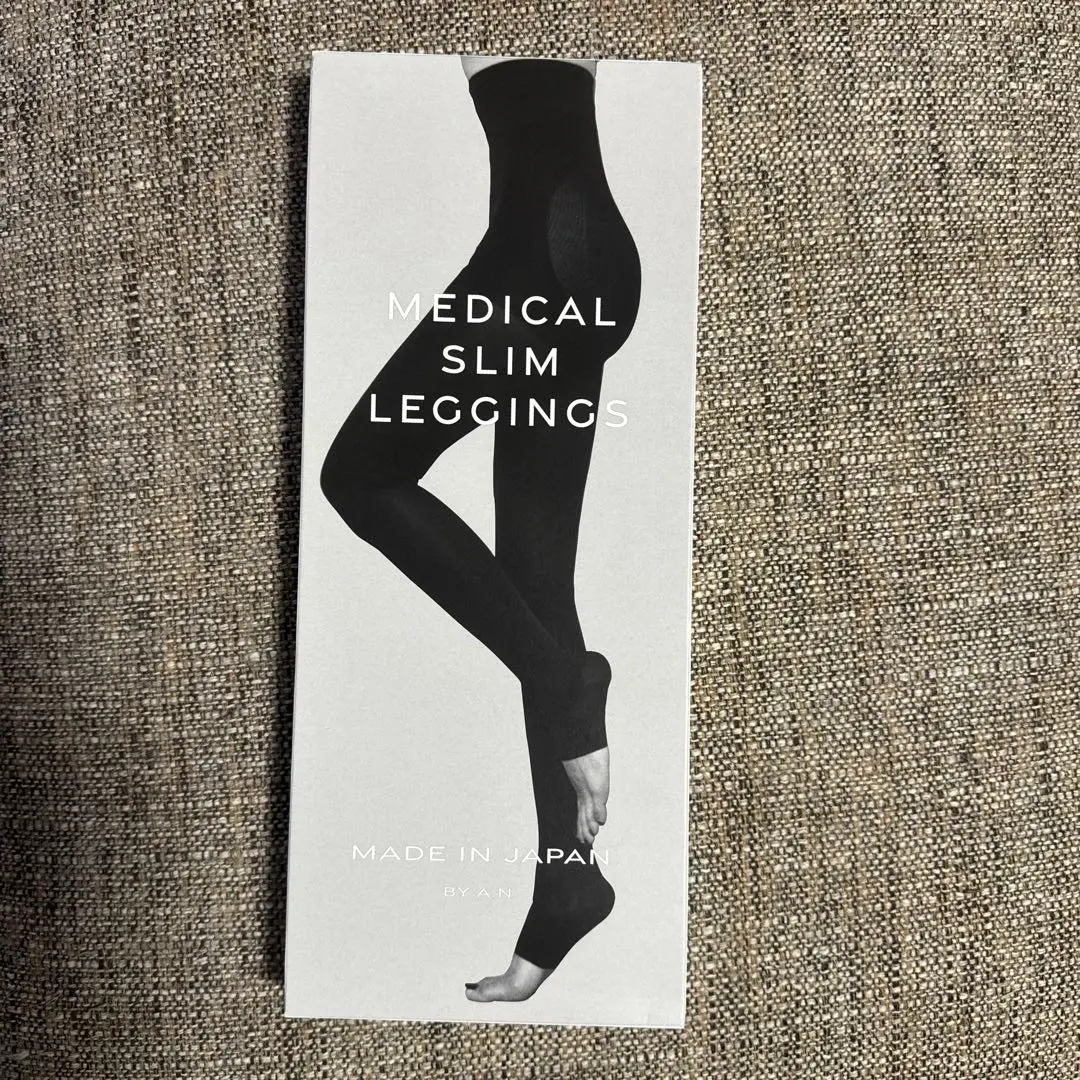 MEDICAL
SLIM
LEGGINGS
MADE IN JAPAN
BY A.N